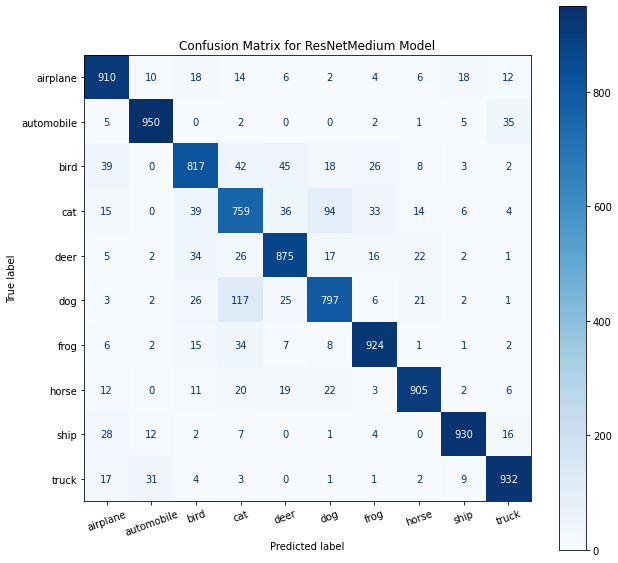 Confusion Matrix for ResNetMedium Model
airplane 910 10 18 14 6 2 4 6 18 12
automobile 5 950 0 2 0 0 2 1 5 35
bird 39 0 817 42 45 18 26 8 3 2
cat 15 0 39 759 36 94 33 14 6 4
deer 5 2 34 26 875 17 16 22 2 1
dog 3 2 26 117 25 797 6 21 2 1
frog 6 2 15 34 7 8 924 1 1 2
horse 12 0 11 20 19 22 3 905 2 6
ship 28 12 2 7 0 1 4 0 930 16
truck 17 31 4 3 0 1 1 2 9 932
airplane automobile bird cat deer dog frog horse ship truck
Predicted label
True label
800
600
400
200
0